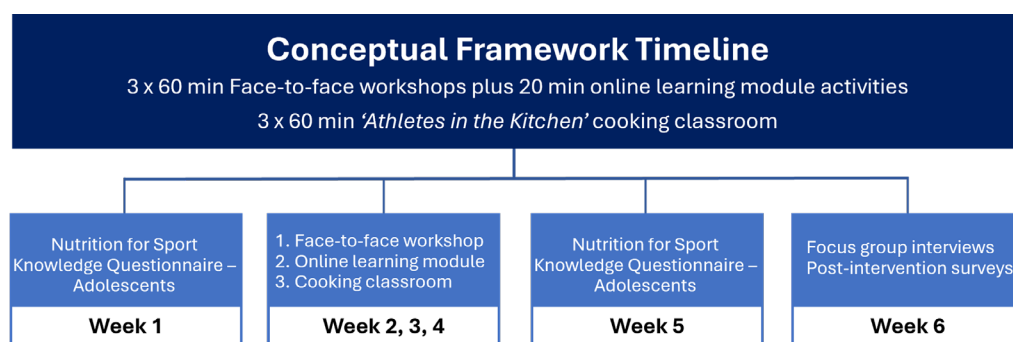 Conceptual Framework Timeline
3 x 60 min Face-to-face workshops plus 20 min online learning module activities
3 x 60 min ‘Athletes in the Kitchen’ cooking classroom
Nutrition for Sport
Knowledge Questionnaire –
Adolescents
Week 1
1. Face-to-face workshop
2. Online learning module
3. Cooking classroom
Week 2, 3, 4
Nutrition for Sport
Knowledge Questionnaire –
Adolescents
Week 5
Focus group interviews
Post-intervention surveys
Week 6